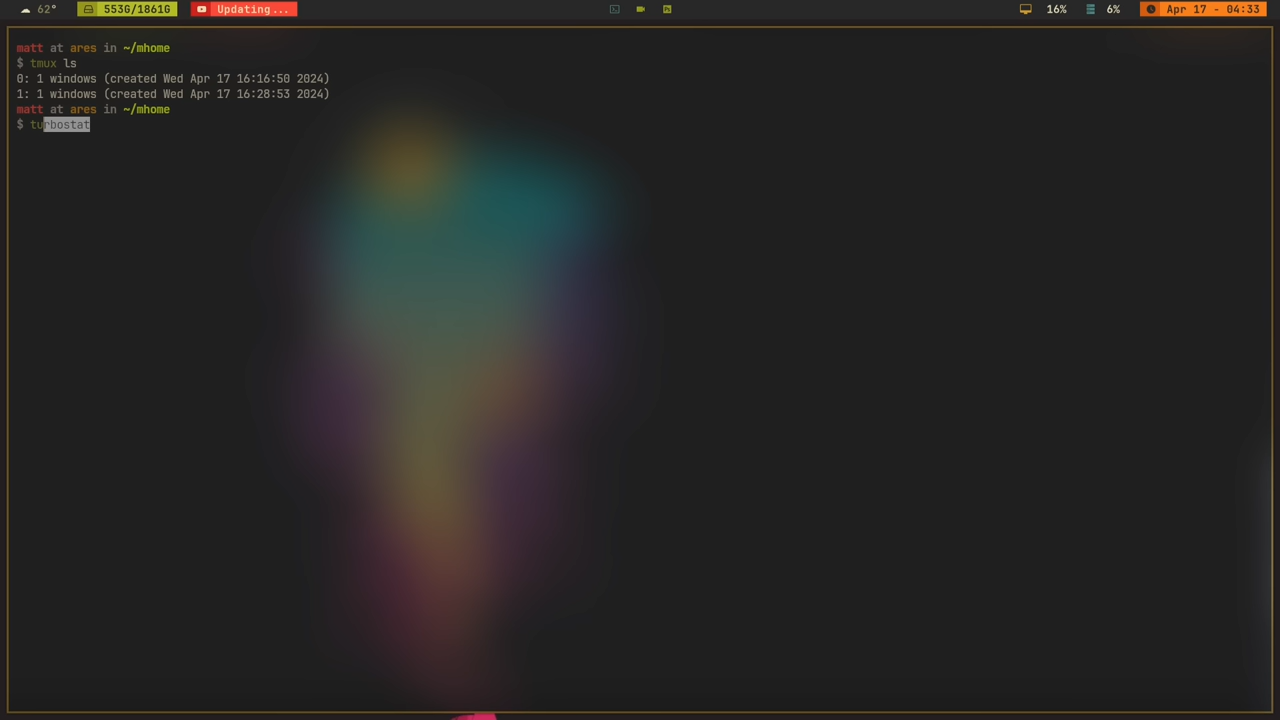 62° 553G/1861G Updating... 16% 6% Apr 17 - 04:33
matt at ares in ~/mhome
$ tmux ls
0: 1 windows (created Wed Apr 17 16:16:50 2024)
1: 1 windows (created Wed Apr 17 16:28:53 2024)
matt at ares in ~/mhome
$ turbostat